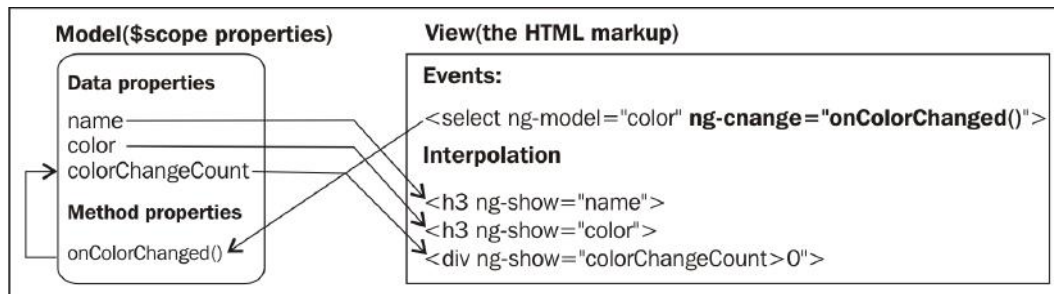 Model($scope properties)
Data properties
name
color
colorChangeCount
Method properties
onColorChanged()
View(the HTML markup)
Events:
<select ng-model="color" ng-cnange="onColorChanged()">
Interpolation
<h3 ng-show="name">
<h3 ng-show="color">
<div ng-show="colorChangeCount>0">